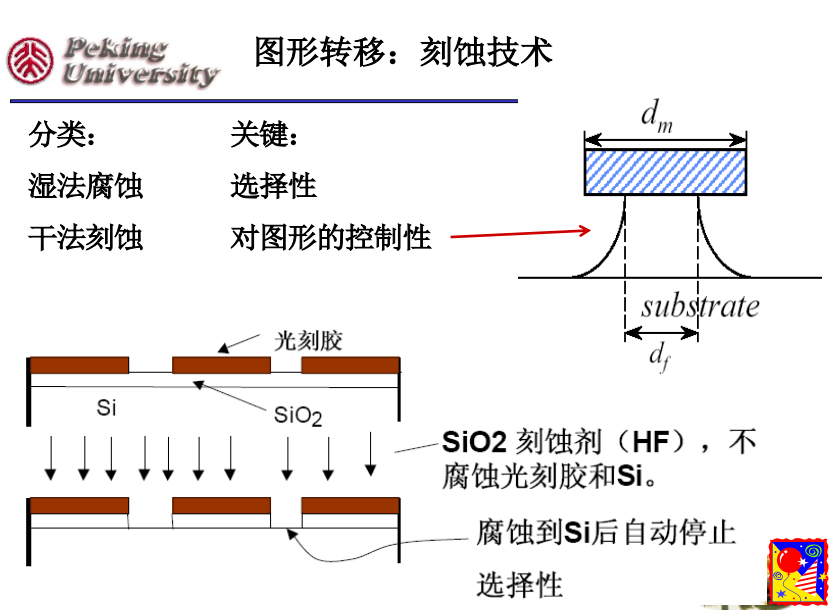 Peking
University
图形转移：刻蚀技术
分类：
关键：
湿法腐蚀
选择性
干法刻蚀
对图形的控制性
dm
substrate
df
光刻胶
Si
SiO2
SiO2 刻蚀剂（HF），不
腐蚀光刻胶和Si。
腐蚀到Si后自动停止
选择性